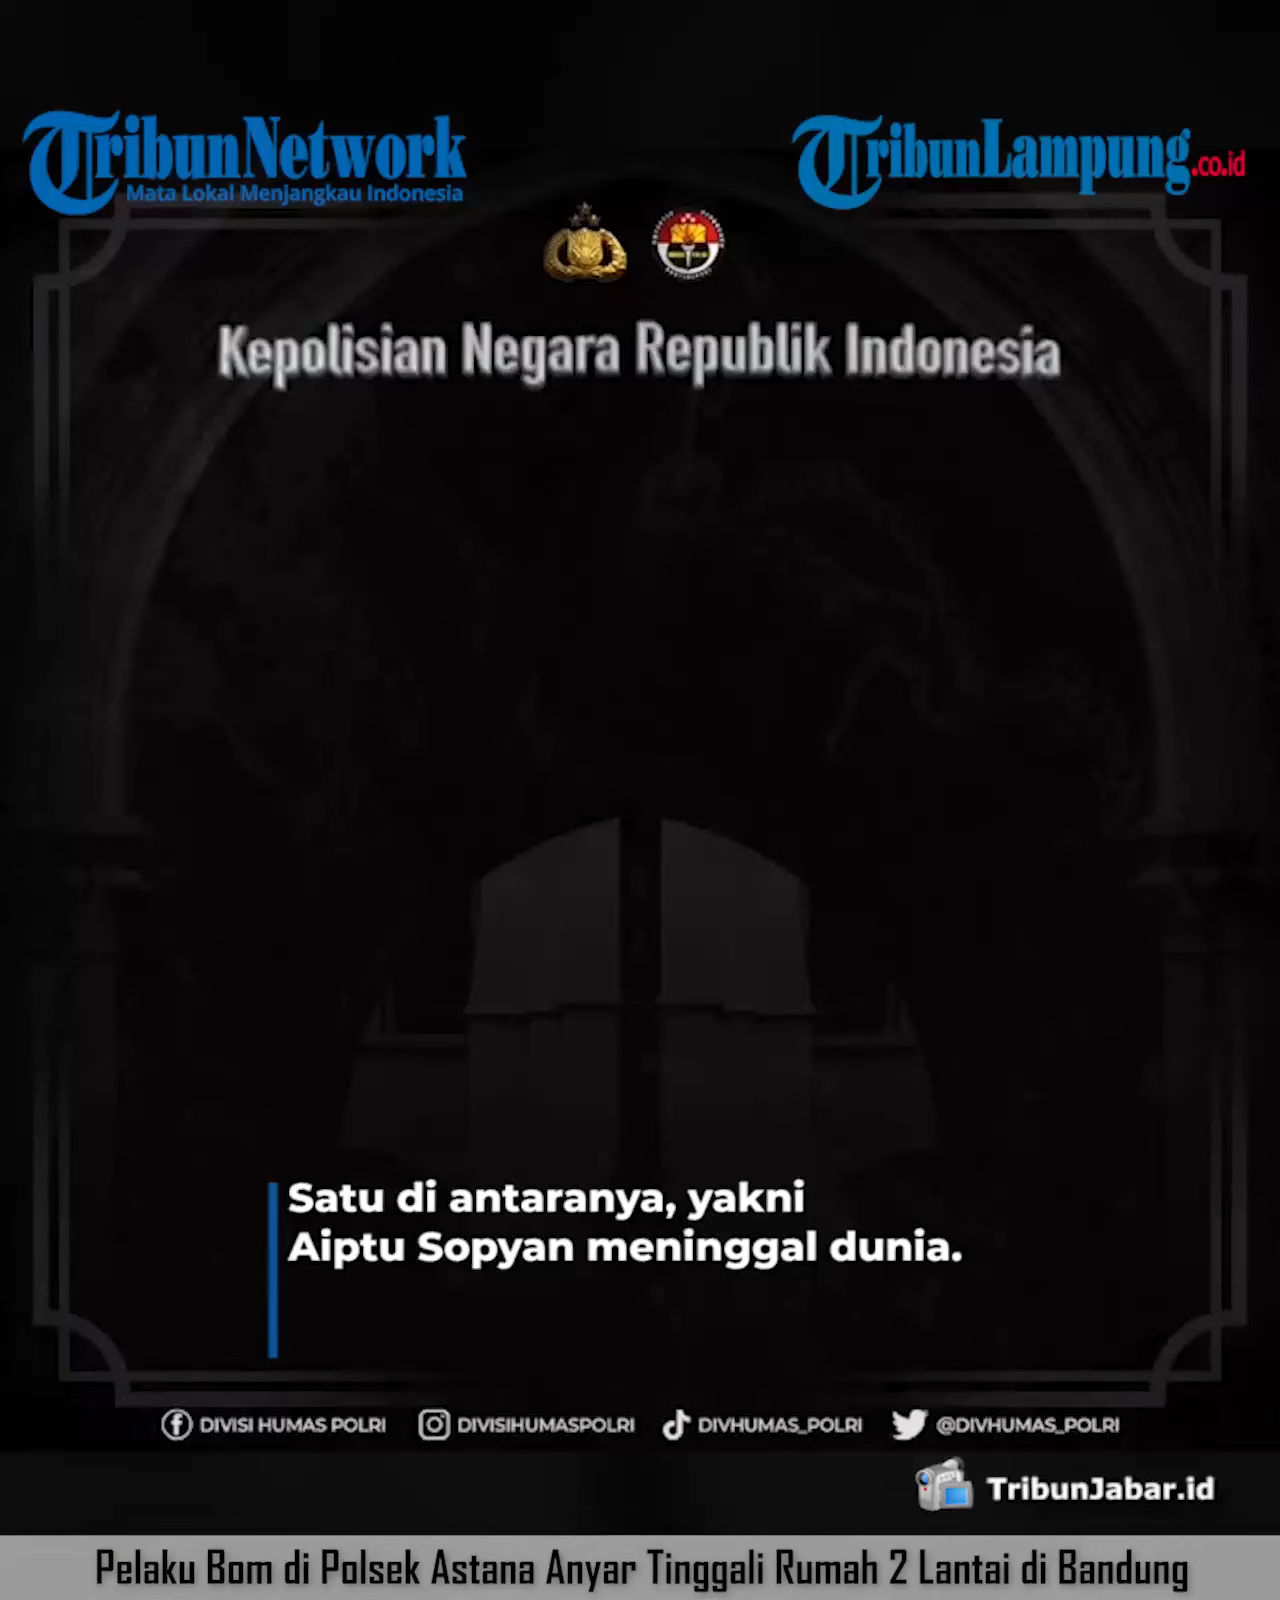 TribunNetwork
Mata Lokal Menjangkau Indonesia
TribunLampung.co.id
Kepolisian Negara Republik Indonesia
Satu di antaranya, yakni
Aiptu Sopyan meninggal dunia.
DIVISI HUMAS POLRI DIVISIHUMASPOLRI DIVHUMAS_POLRI @DIVHUMAS_POLRI
TribunJabar.id
Pelaku Bom di Polsek Astana Anyar Tinggali Rumah 2 Lantai di Bandung